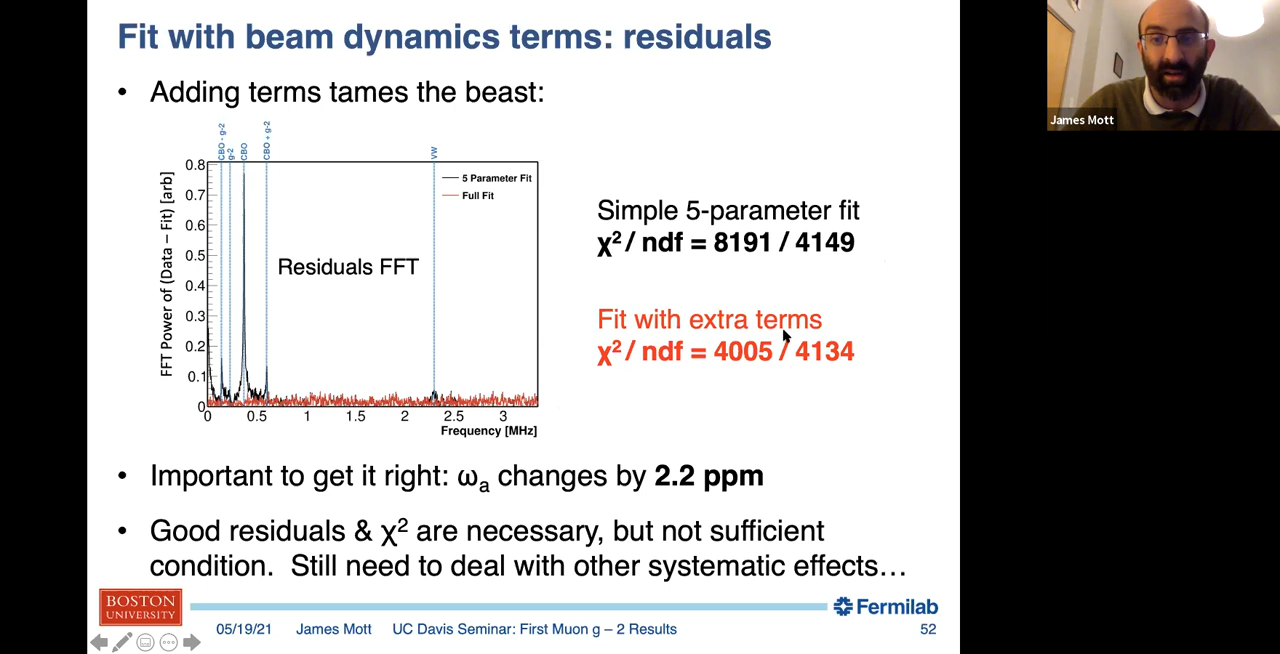 Fit with beam dynamics terms: residuals
James Mott
• Adding terms tames the beast:
CBO - g-2
g-2
CBO
CBO + g-2
VW
FFT Power of (Data – Fit) [arb]
0.8
0.7
0.6
0.5
0.4
0.3
0.2
0.1
0
5 Parameter Fit
Full Fit
Residuals FFT
0 0.5 1 1.5 2 2.5 3
Frequency [MHz]
Simple 5-parameter fit
χ²/ ndf = 8191 / 4149
Fit with extra terms
χ²/ ndf = 4005 / 4134
• Important to get it right: ωₐ changes by 2.2 ppm
• Good residuals & χ² are necessary, but not sufficient
condition. Still need to deal with other systematic effects…
BOSTON
UNIVERSITY
Fermilab
05/19/21 James Mott UC Davis Seminar: First Muon g – 2 Results 52